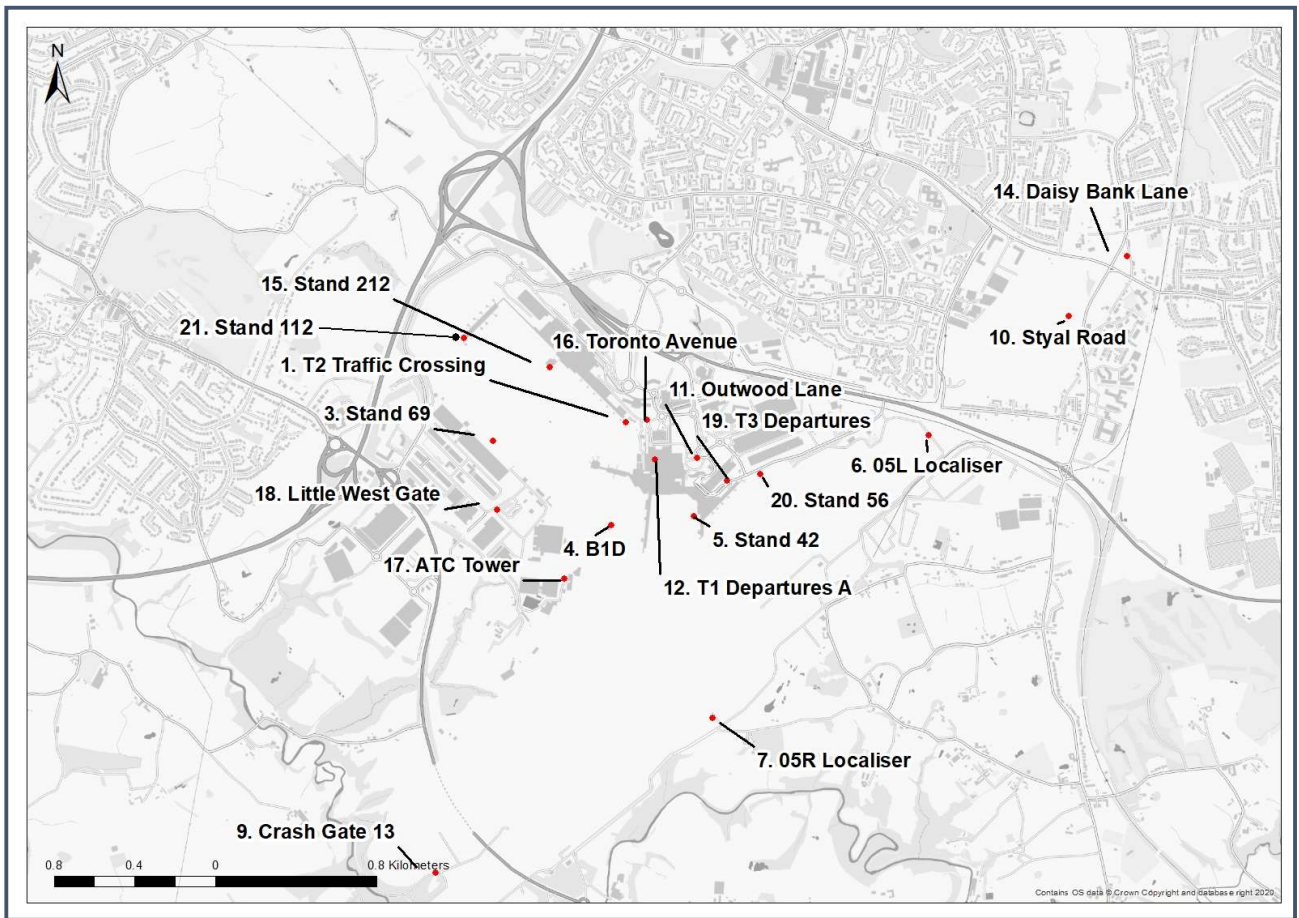 N
14. Daisy Bank Lane
15. Stand 212
21. Stand 112
16. Toronto Avenue
10. Styal Road
1. T2 Traffic Crossing
11. Outwood Lane
3. Stand 69
19. T3 Departures
6. 05L Localiser
18. Little West Gate
20. Stand 56
4. B1D
5. Stand 42
17. ATC Tower
12. T1 Departures A
7. 05R Localiser
9. Crash Gate 13
0.8 0.4 0 0.8 Kilometers
Contains OS data © Crown Copyright and database right 2020